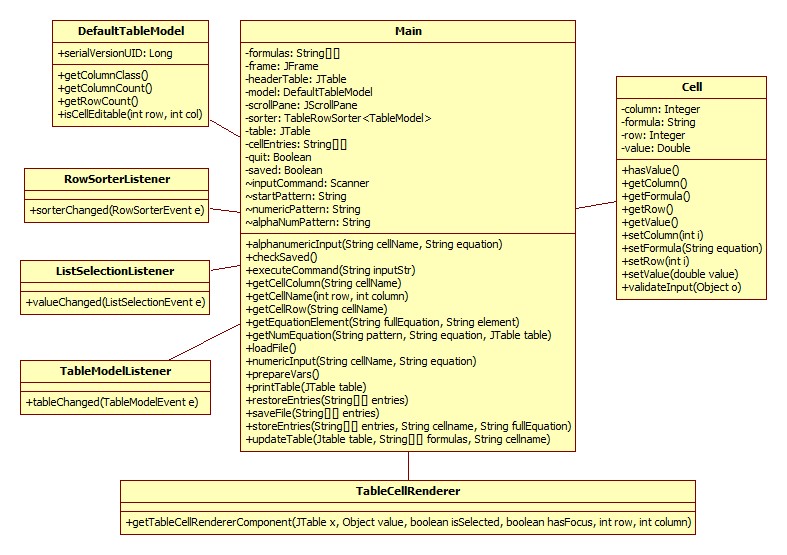 DefaultTableModel
+serialVersionUID: Long
+getColumnClass()
+getColumnCount()
+getRowCount()
+isCellEditable(int row, int col)
RowSorterListener
+sorterChanged(RowSorterEvent e)
ListSelectionListener
+valueChanged(ListSelectionEvent e)
TableModelListener
+tableChanged(TableModelEvent e)
Main
-formulas: String[][]
-frame: JFrame
-headerTable: JTable
-model: DefaultTableModel
-scrollPane: JScrollPane
-sorter: TableRowSorter<TableModel>
-table: JTable
-cellEntries: String[][]
-quit: Boolean
-saved: Boolean
~inputCommand: Scanner
~startPattern: String
~numericPattern: String
~alphaNumPattern: String
+alphanumericInput(String cellName, String equation)
+checkSaved()
+executeCommand(String inputStr)
+getCellColumn(String cellName)
+getCellName(int row, int column)
+getCellRow(String cellName)
+getEquationElement(String fullEquation, String element)
+getNumEquation(String pattern, String equation, JTable table)
+loadFile()
+numericInput(String cellName, String equation)
+prepareVars()
+printTable(JTable table)
+restoreEntries(String[][] entries)
+saveFile(String[][] entries)
+storeEntries(String[][] entries, String cellname, String fullEquation)
+updateTable(Jtable table, String[][] formulas, String cellname)
Cell
-column: Integer
-formula: String
-row: Integer
-value: Double
+hasValue()
+getColumn()
+getFormula()
+getRow()
+getValue()
+setColumn(int i)
+setFormula(String equation)
+setRow(int i)
+setValue(double value)
+validateInput(Object o)
TableCellRenderer
+getTableCellRendererComponent(JTable x, Object value, boolean isSelected, boolean hasFocus, int row, int column)